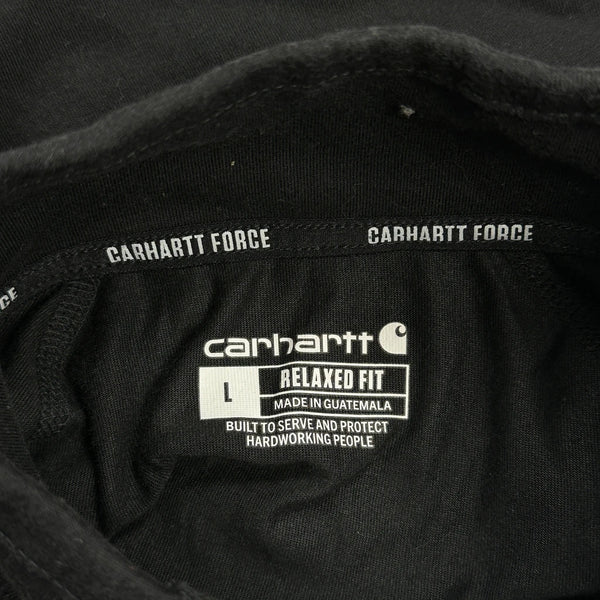 CARHARTT FORCE
CARHARTT FORCE
carhartt
L
RELAXED FIT
MADE IN GUATEMALA
BUILT TO SERVE AND PROTECT
HARDWORKING PEOPLE